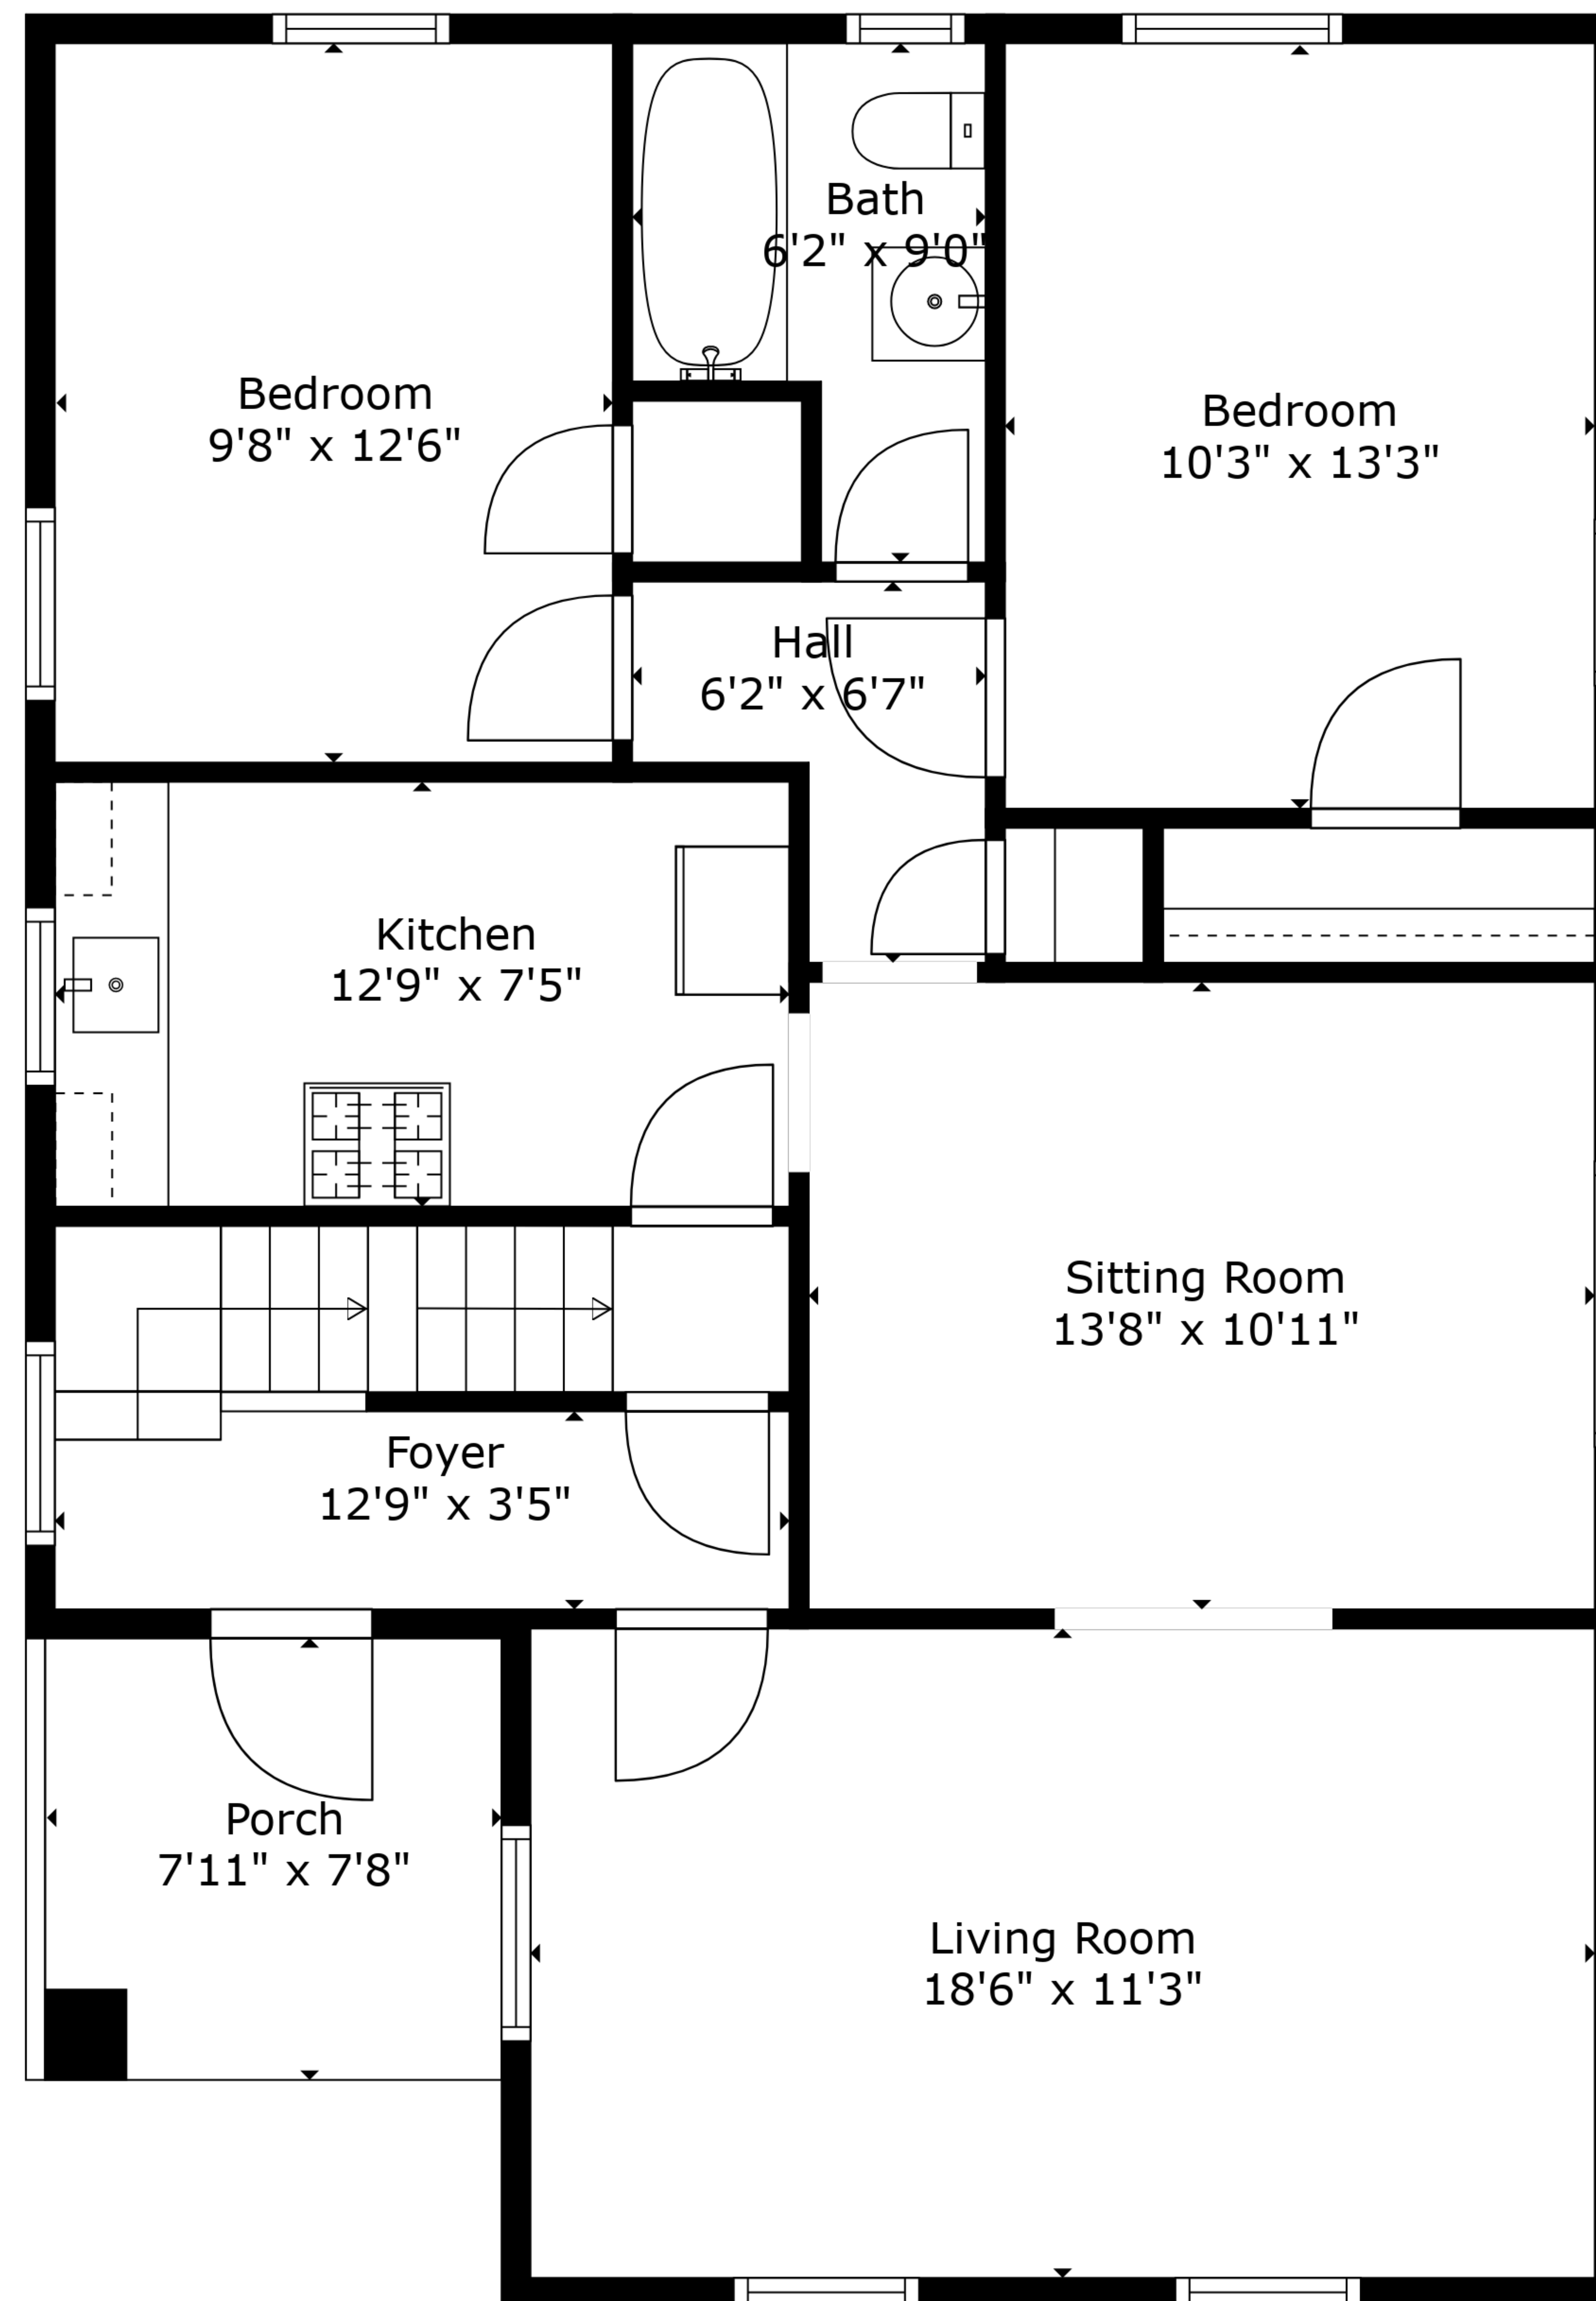 Bath
6'2" x 9'0"
Bedroom
9'8" x 12'6"
Bedroom
10'3" x 13'3"
Hall
6'2" x 6'7"
Kitchen
12'9" x 7'5"
Sitting Room
13'8" x 10'11"
Foyer
12'9" x 3'5"
Porch
7'11" x 7'8"
Living Room
18'6" x 11'3"